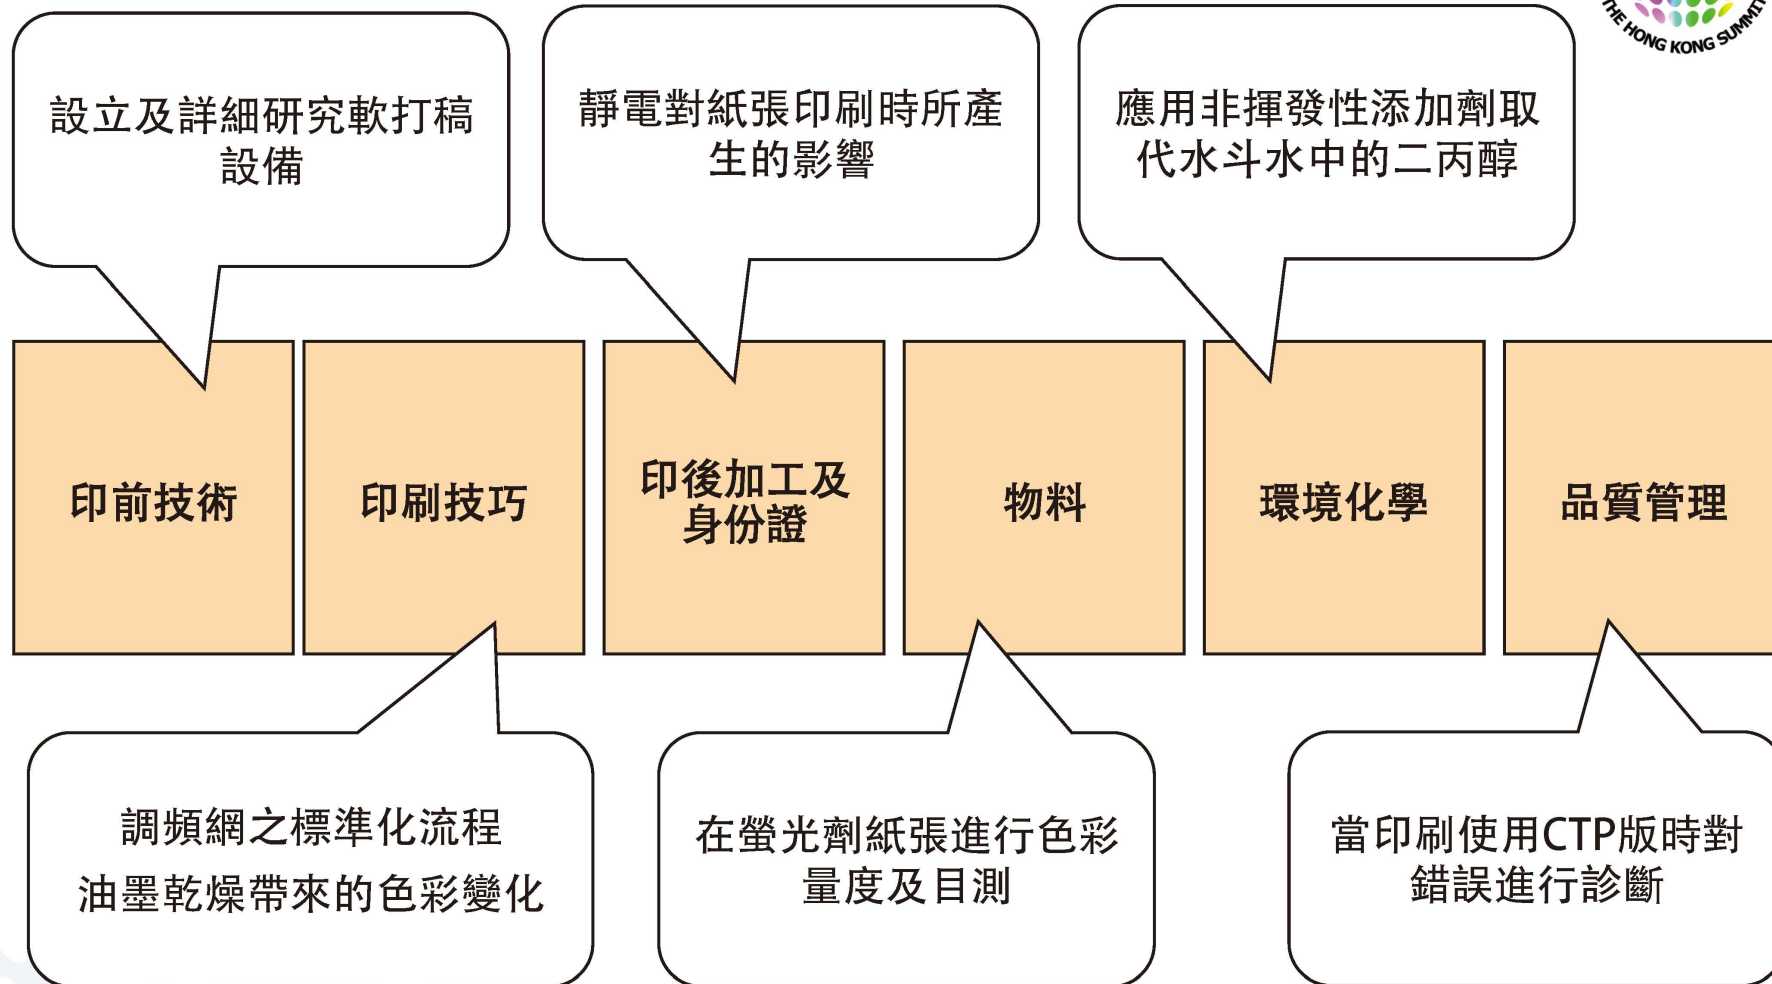 THE HONG KONG SUMMIT
設立及詳細研究軟打稿
設備
靜電對紙張印刷時所產
生的影響
應用非揮發性添加劑取
代水斗水中的二丙醇
印前技術
印刷技巧
印後加工及
身份證
物料
環境化學
品質管理
調頻網之標準化流程
油墨乾燥帶來的色彩變化
在螢光劑紙張進行色彩
量度及目測
當印刷使用CTP版時對
錯誤進行診斷